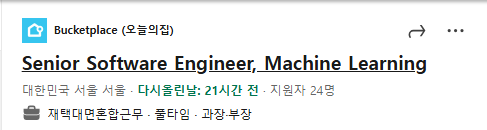 Bucketplace (오늘의집)
Senior Software Engineer, Machine Learning
대한민국 서울 서울 · 다시올린날: 21시간 전 · 지원자 24명
재택대면혼합근무 · 풀타임 · 과장·부장